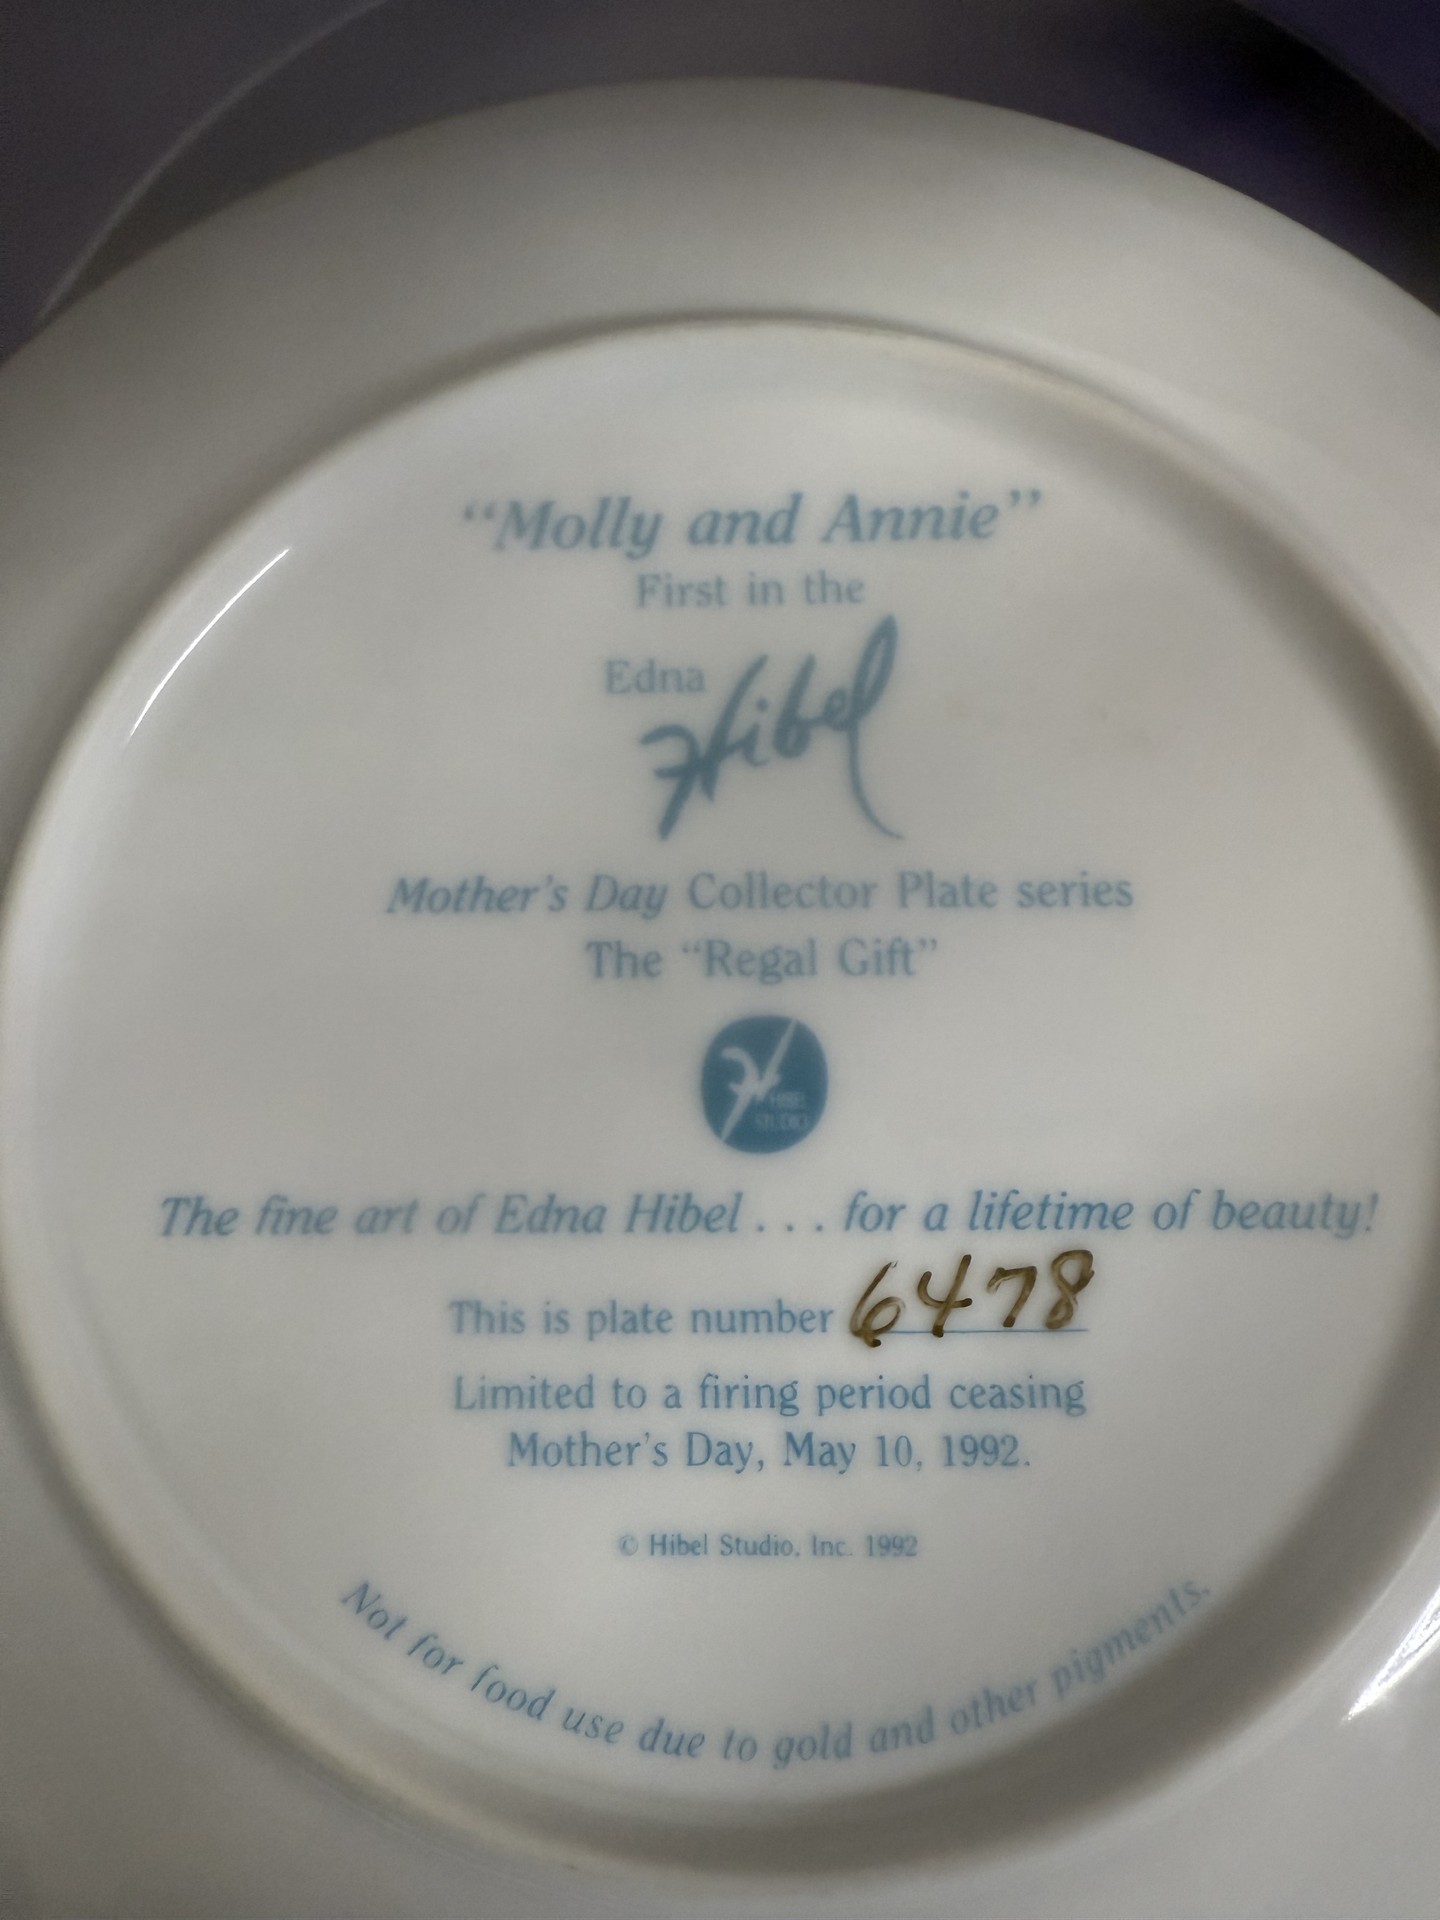 “Molly and Annie”
First in the
Edna Hibel
Mother's Day Collector Plate series
The “Regal Gift”
HIBEL
STUDIO
The fine art of Edna Hibel . . . for a lifetime of beauty!
This is plate number 6478
Limited to a firing period ceasing
Mother's Day, May 10, 1992.
© Hibel Studio, Inc. 1992
Not for food use due to gold and other pigments.